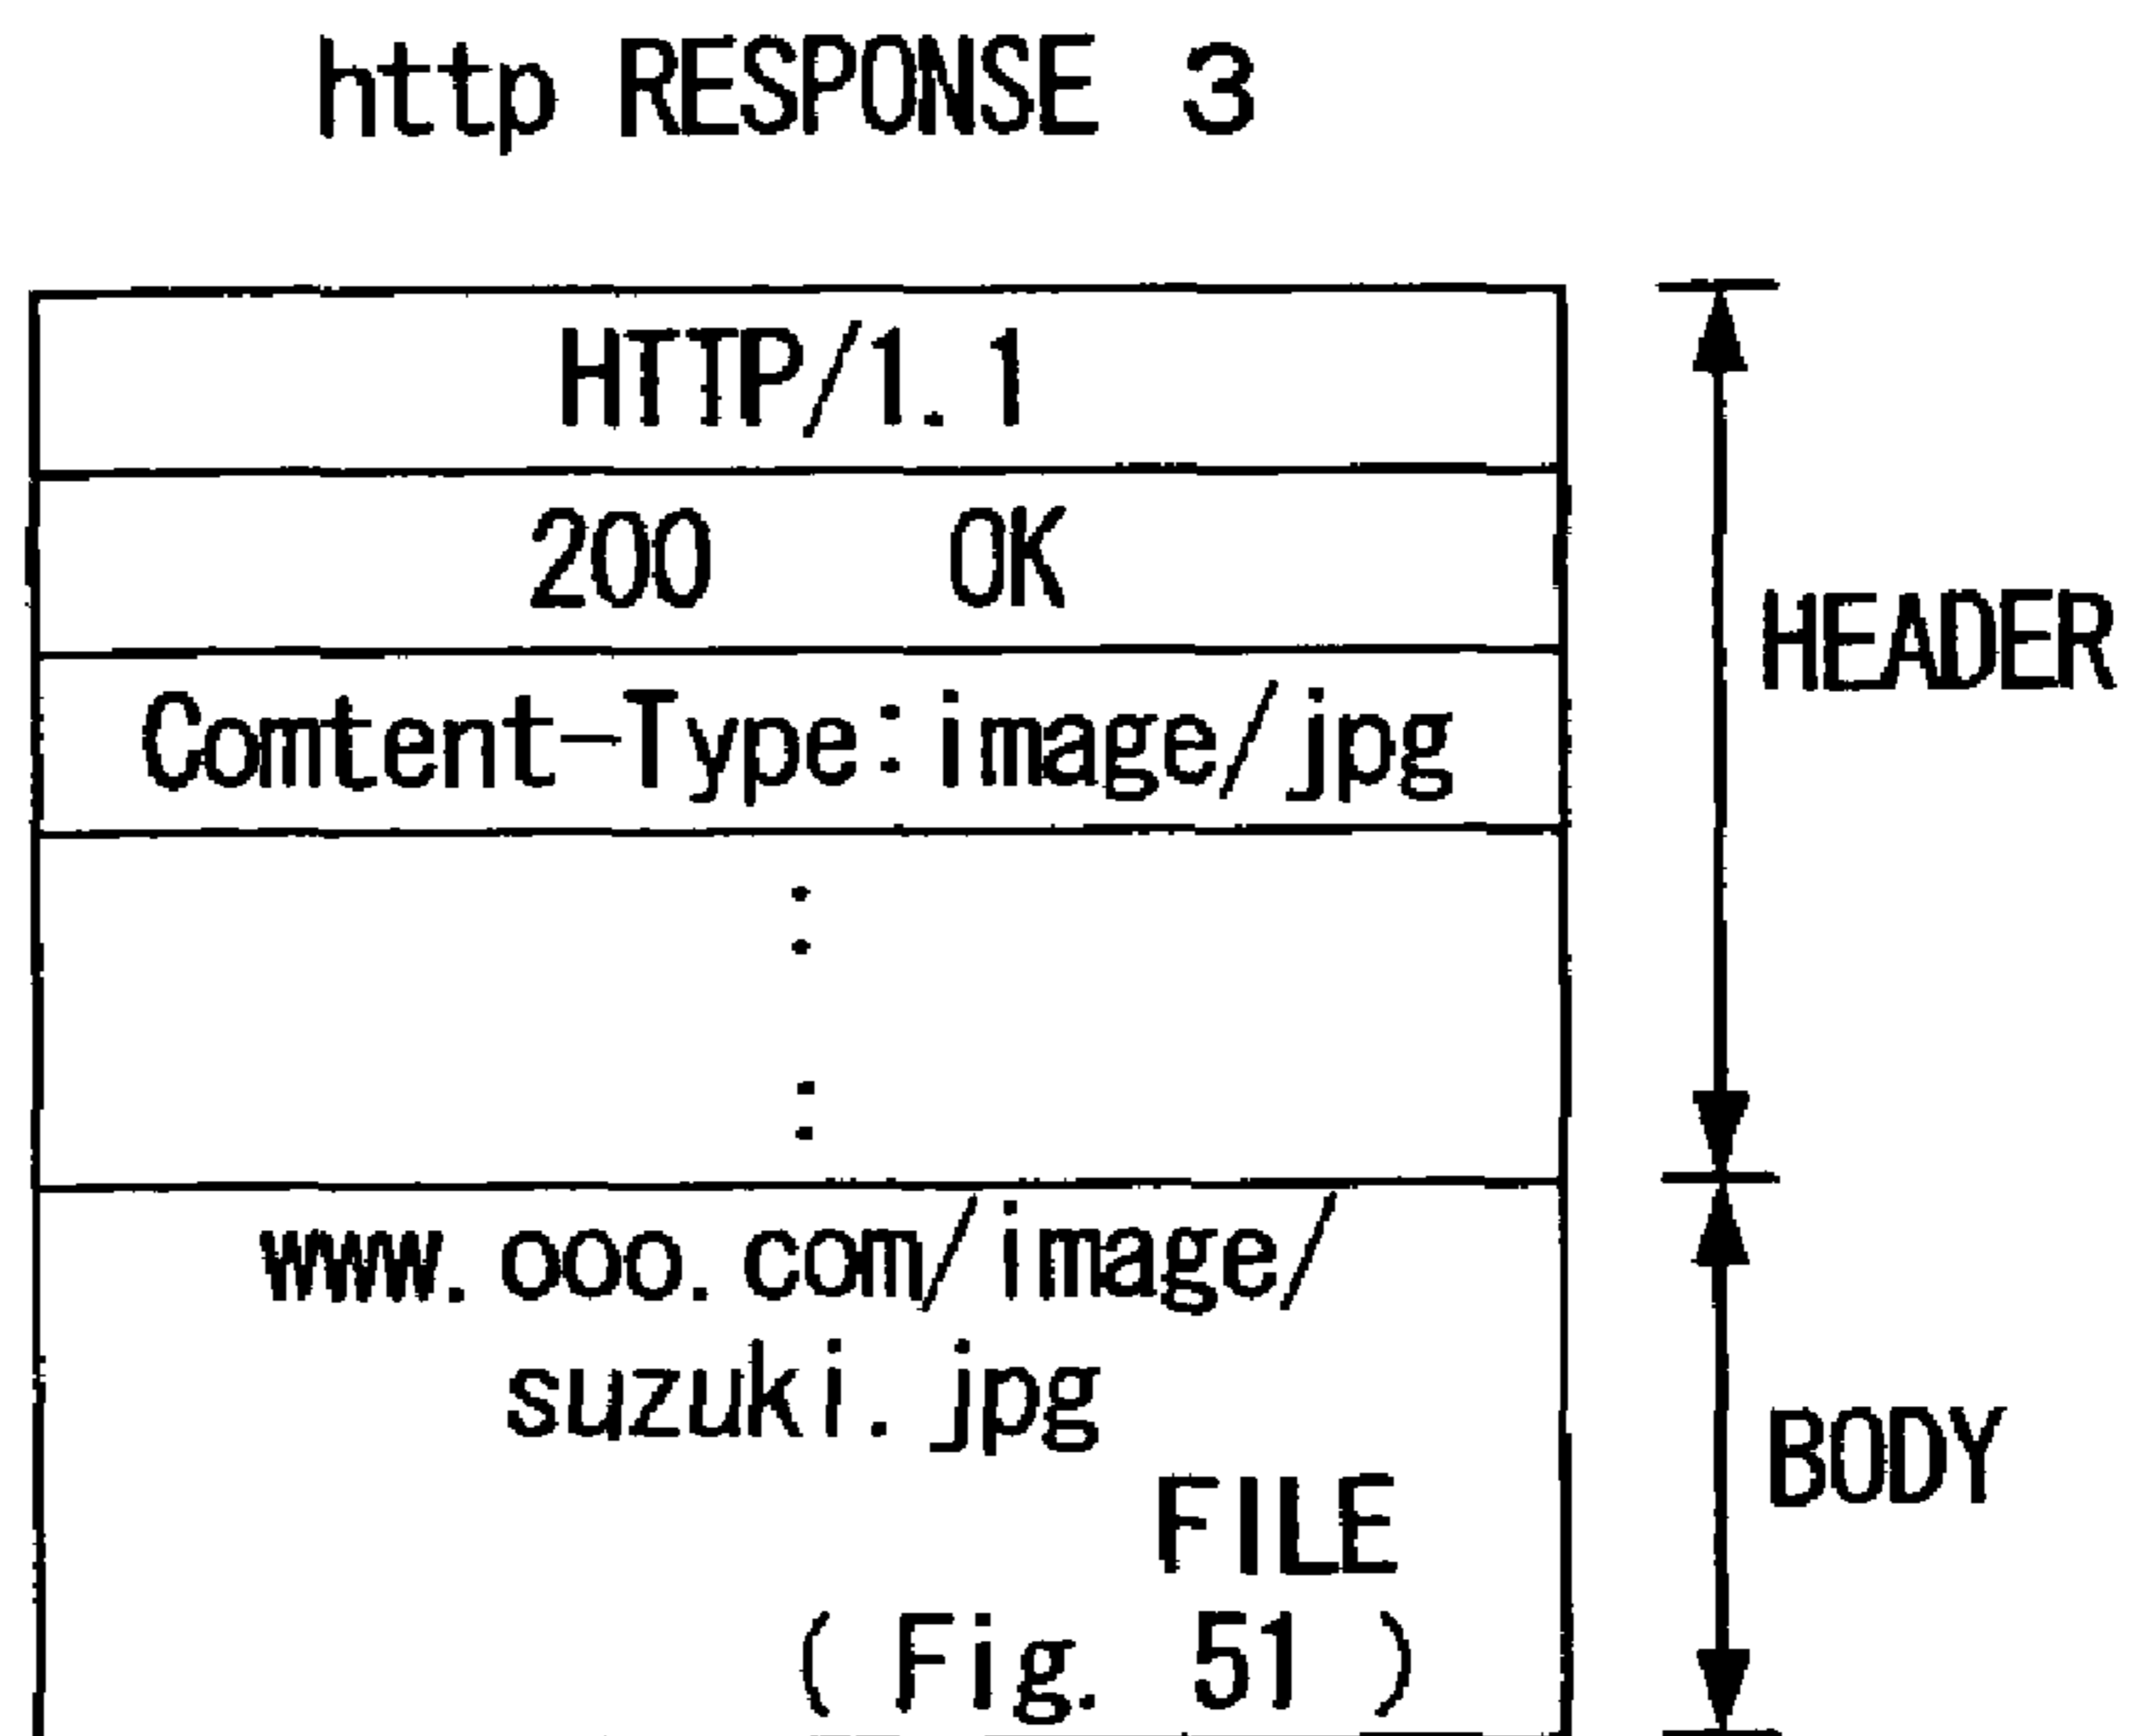 http RESPONSE 3
HTTP/1.1
200 OK
Comtent-Type:image/jpg
HEADER
www.ooo.com/image/
suzuki.jpg
FILE
(Fig. 51)
BODY